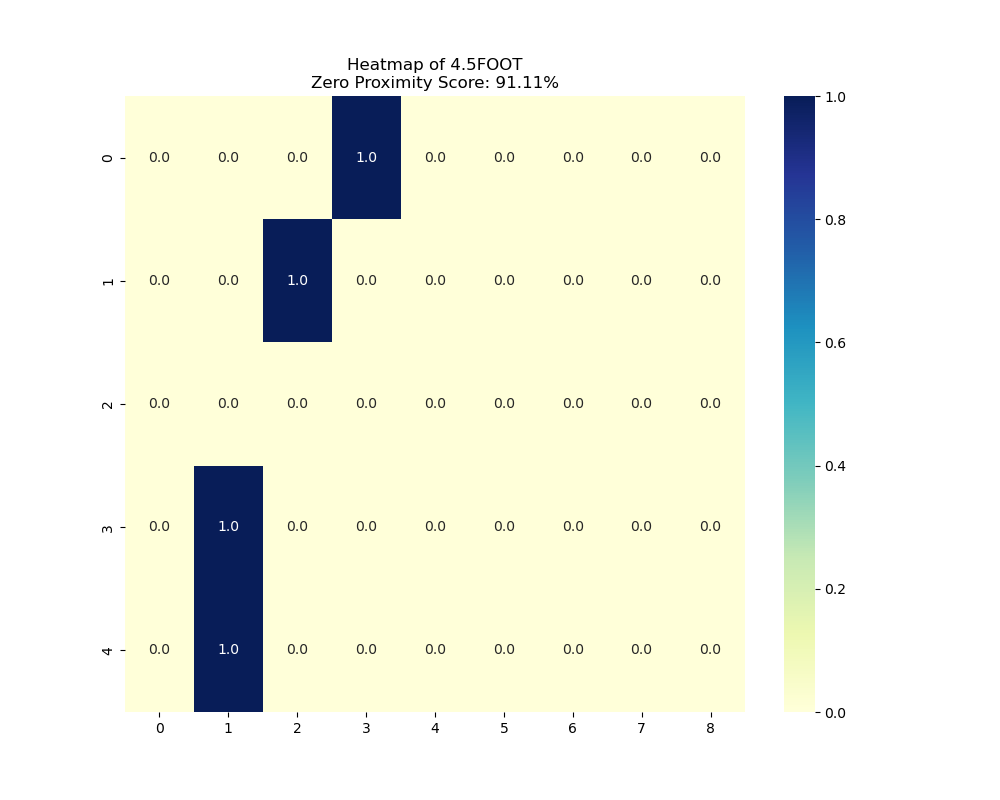 Heatmap of 4.5FOOT
Zero Proximity Score: 91.11%
0 0.0 0.0 0.0 1.0 0.0 0.0 0.0 0.0 0.0
1 0.0 0.0 1.0 0.0 0.0 0.0 0.0 0.0 0.0
2 0.0 0.0 0.0 0.0 0.0 0.0 0.0 0.0 0.0
3 0.0 1.0 0.0 0.0 0.0 0.0 0.0 0.0 0.0
4 0.0 1.0 0.0 0.0 0.0 0.0 0.0 0.0 0.0
0 1 2 3 4 5 6 7 8
1.0
0.8
0.6
0.4
0.2
0.0